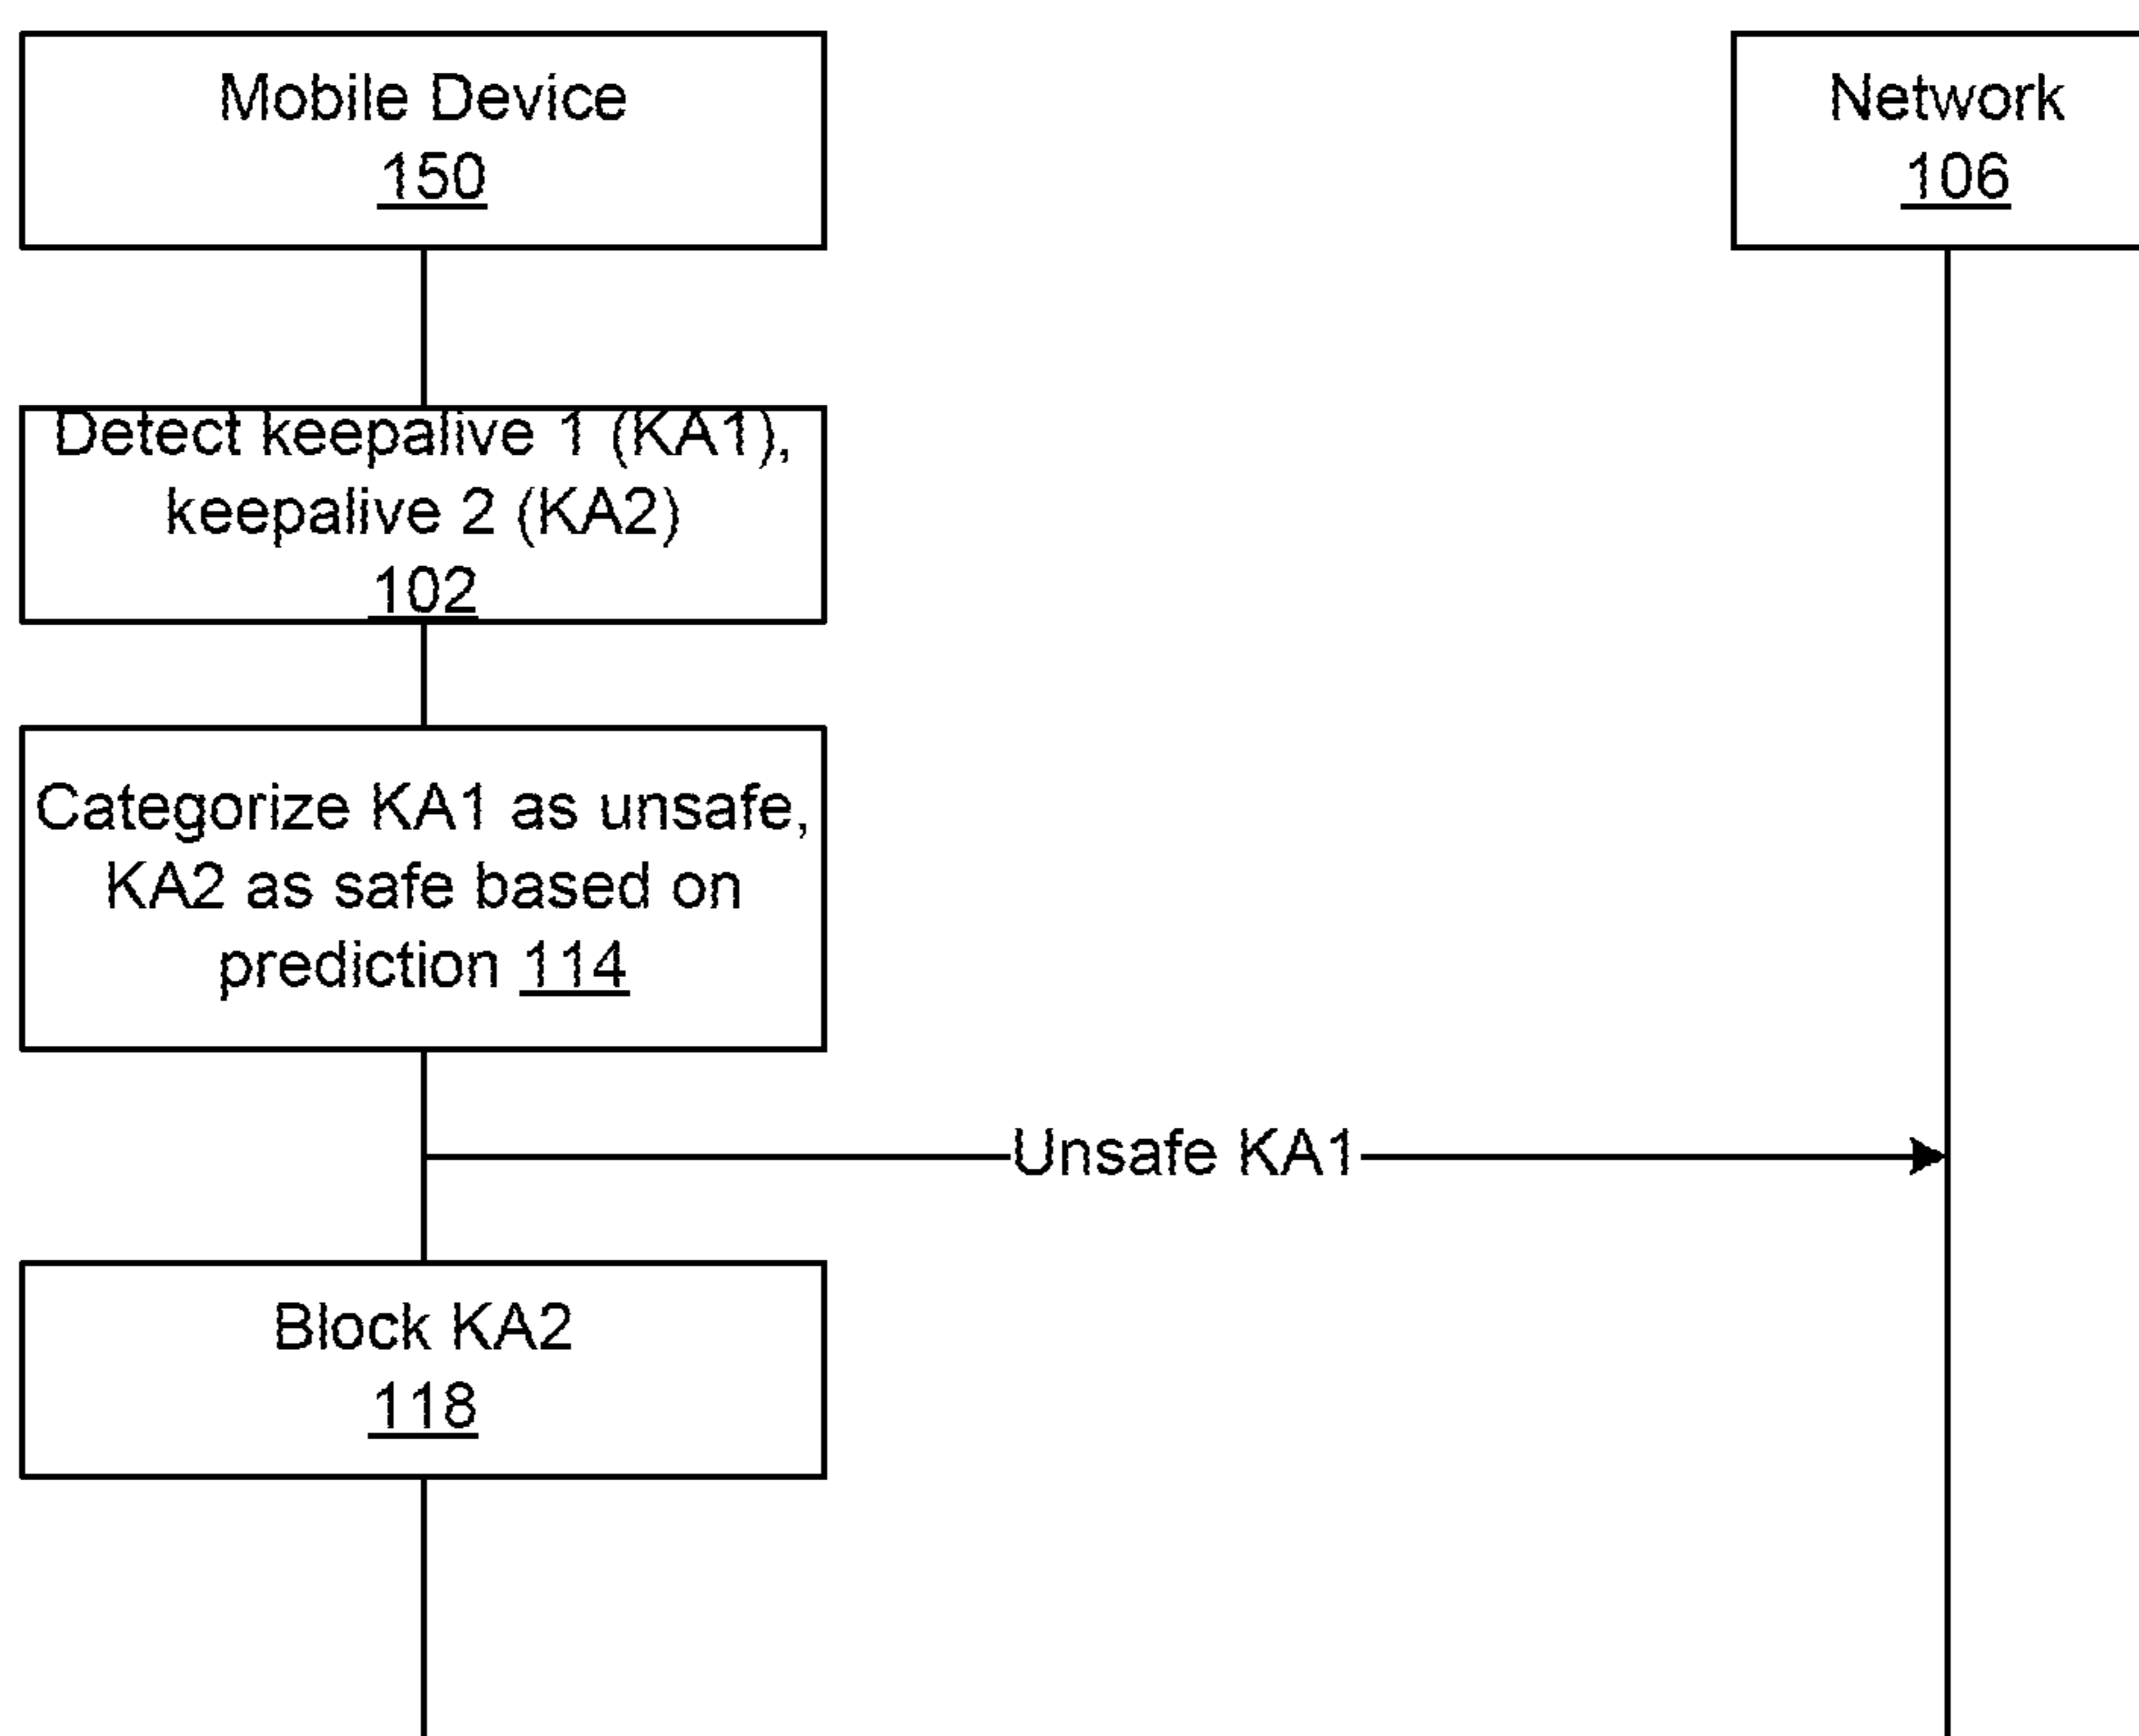 Mobile Device
150
Network
106
Detect keepalive 1 (KA1),
keepalive 2 (KA2)
102
Categorize KA1 as unsafe,
KA2 as safe based on
prediction 114
Unsafe KA1
Block KA2
118